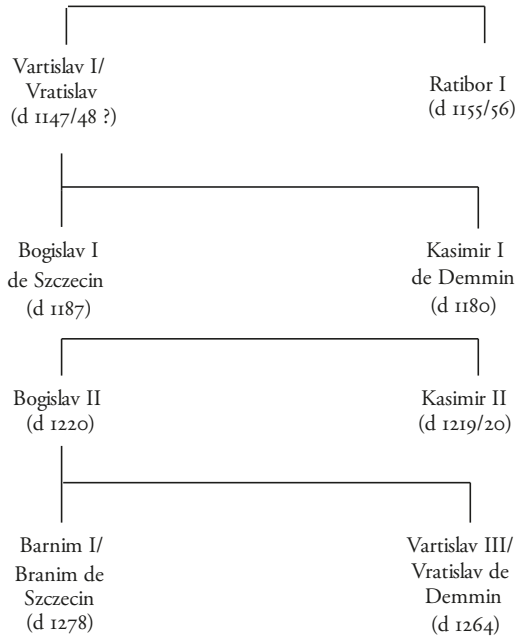 Vartislav I/
Vratislav
(d 1147/48 ?)
Ratibor I
(d 1155/56)
Bogislav I
de Szczecin
(d 1187)
Kasimir I
de Demmin
(d 1180)
Bogislav II
(d 1220)
Kasimir II
(d 1219/20)
Barnim I/
Branim de
Szczecin
(d 1278)
Vartislav III/
Vratislav de
Demmin
(d 1264)